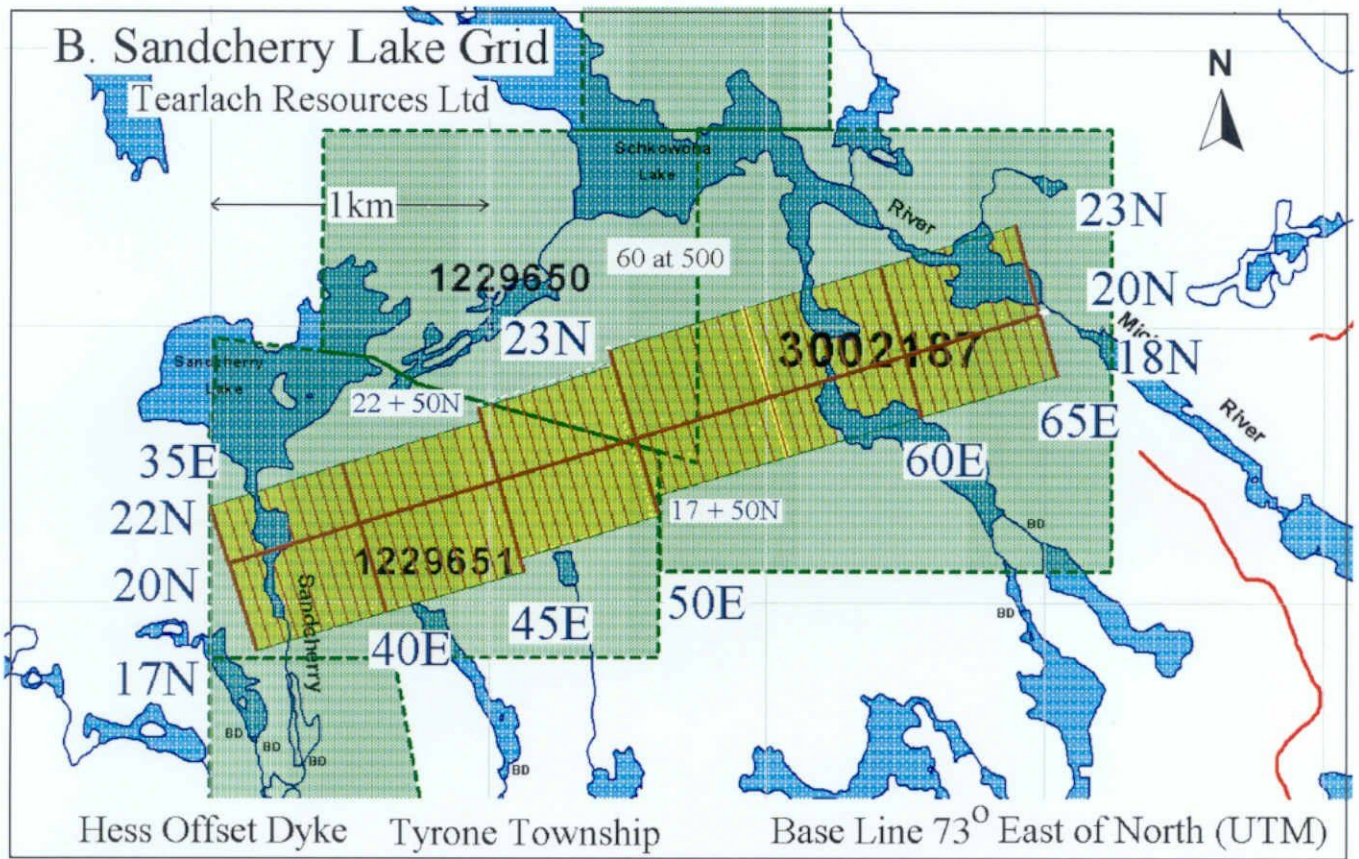 B. Sandcherry Lake Grid
Tearlach Resources Ltd
N
Schkowona
Lake
1km
23N
River
60 at 500
1229650
20N
23N
3002187
18N
Sandcherry
Lake
22 + 50N
River
35E
65E
60E
22N
17 + 50N
BD
1229651
20N
Sandcherry
50E
45E
BD
40E
17N
BD
BD
BD
BD
Hess Offset Dyke
Tyrone Township
Base Line 73° East of North (UTM)